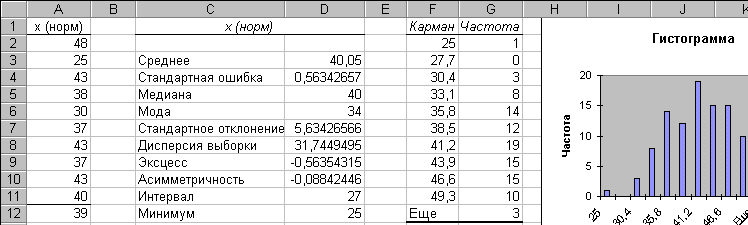 A B C D E F G H I J K
1 x (норм) x (норм) Карман Частота
2 48 25 1
3 25 Среднее 40,05 27,7 0
4 43 Стандартная ошибка 0,56342657 30,4 3
5 38 Медиана 40 33,1 8
6 30 Мода 34 35,8 14
7 37 Стандартное отклонение 5,63426566 38,5 12
8 43 Дисперсия выборки 31,7449495 41,2 19
9 37 Эксцесс -0,56354315 43,9 15
10 43 Асимметричность -0,08842446 46,6 15
11 40 Интервал 27 49,3 10
12 39 Минимум 25 Еще 3
Гистограмма
Частота
20
15
10
5
0
25 30,4 35,8 41,2 46,6 Еще